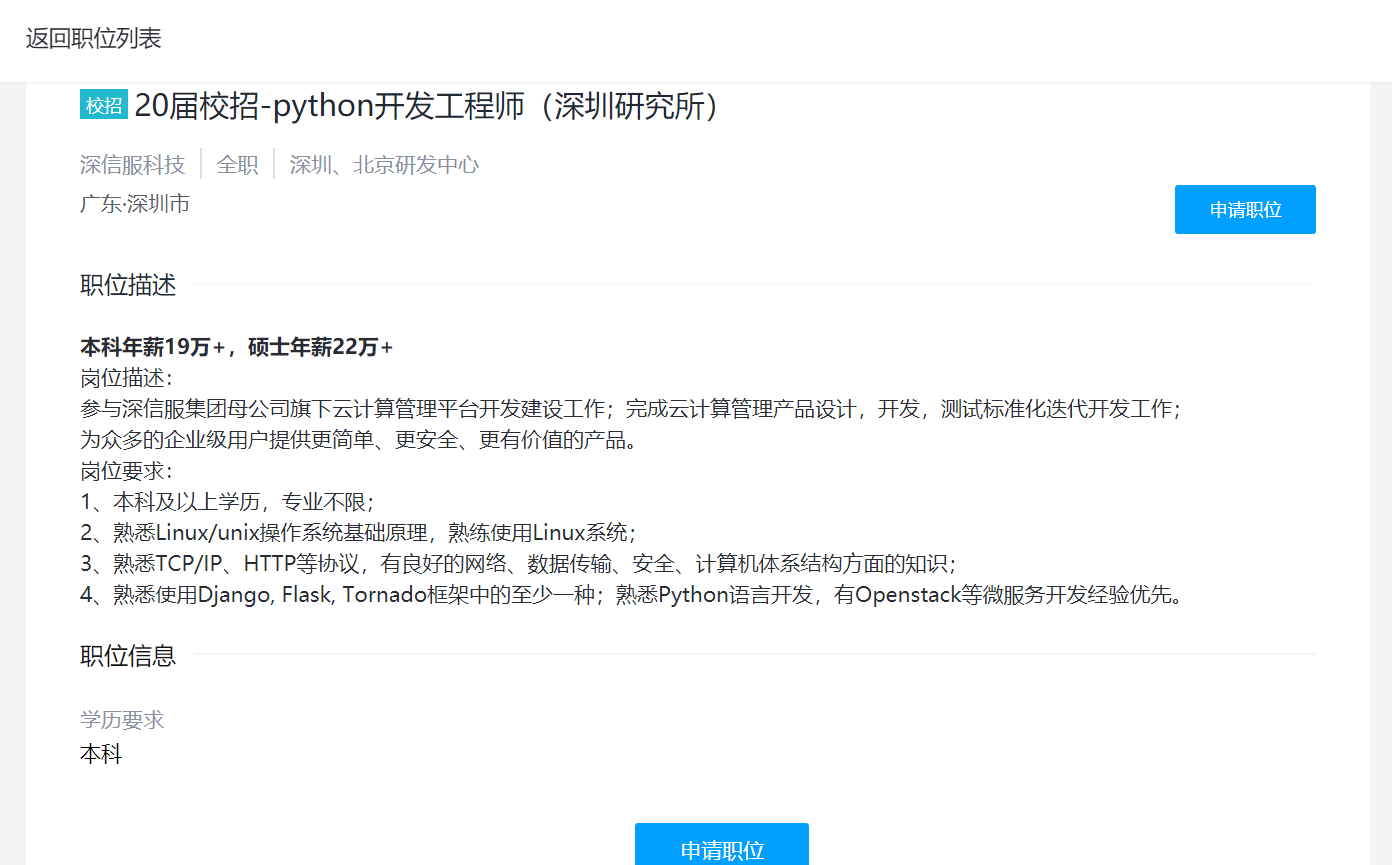 返回职位列表
校招 20届校招-python开发工程师（深圳研究所）
深信服科技 全职 深圳、北京研发中心
广东·深圳市
申请职位
职位描述
本科年薪19万+，硕士年薪22万+
岗位描述：
参与深信服集团母公司旗下云计算管理平台开发建设工作；完成云计算管理产品设计，开发，测试标准化迭代开发工作；
为众多的企业级用户提供更简单、更安全、更有价值的产品。
岗位要求：
1、本科及以上学历，专业不限；
2、熟悉Linux/unix操作系统基础原理，熟练使用Linux系统；
3、熟悉TCP/IP、HTTP等协议，有良好的网络、数据传输、安全、计算机体系结构方面的知识；
4、熟悉使用Django, Flask, Tornado框架中的至少一种；熟悉Python语言开发，有Openstack等微服务开发经验优先。
职位信息
学历要求
本科
申请职位